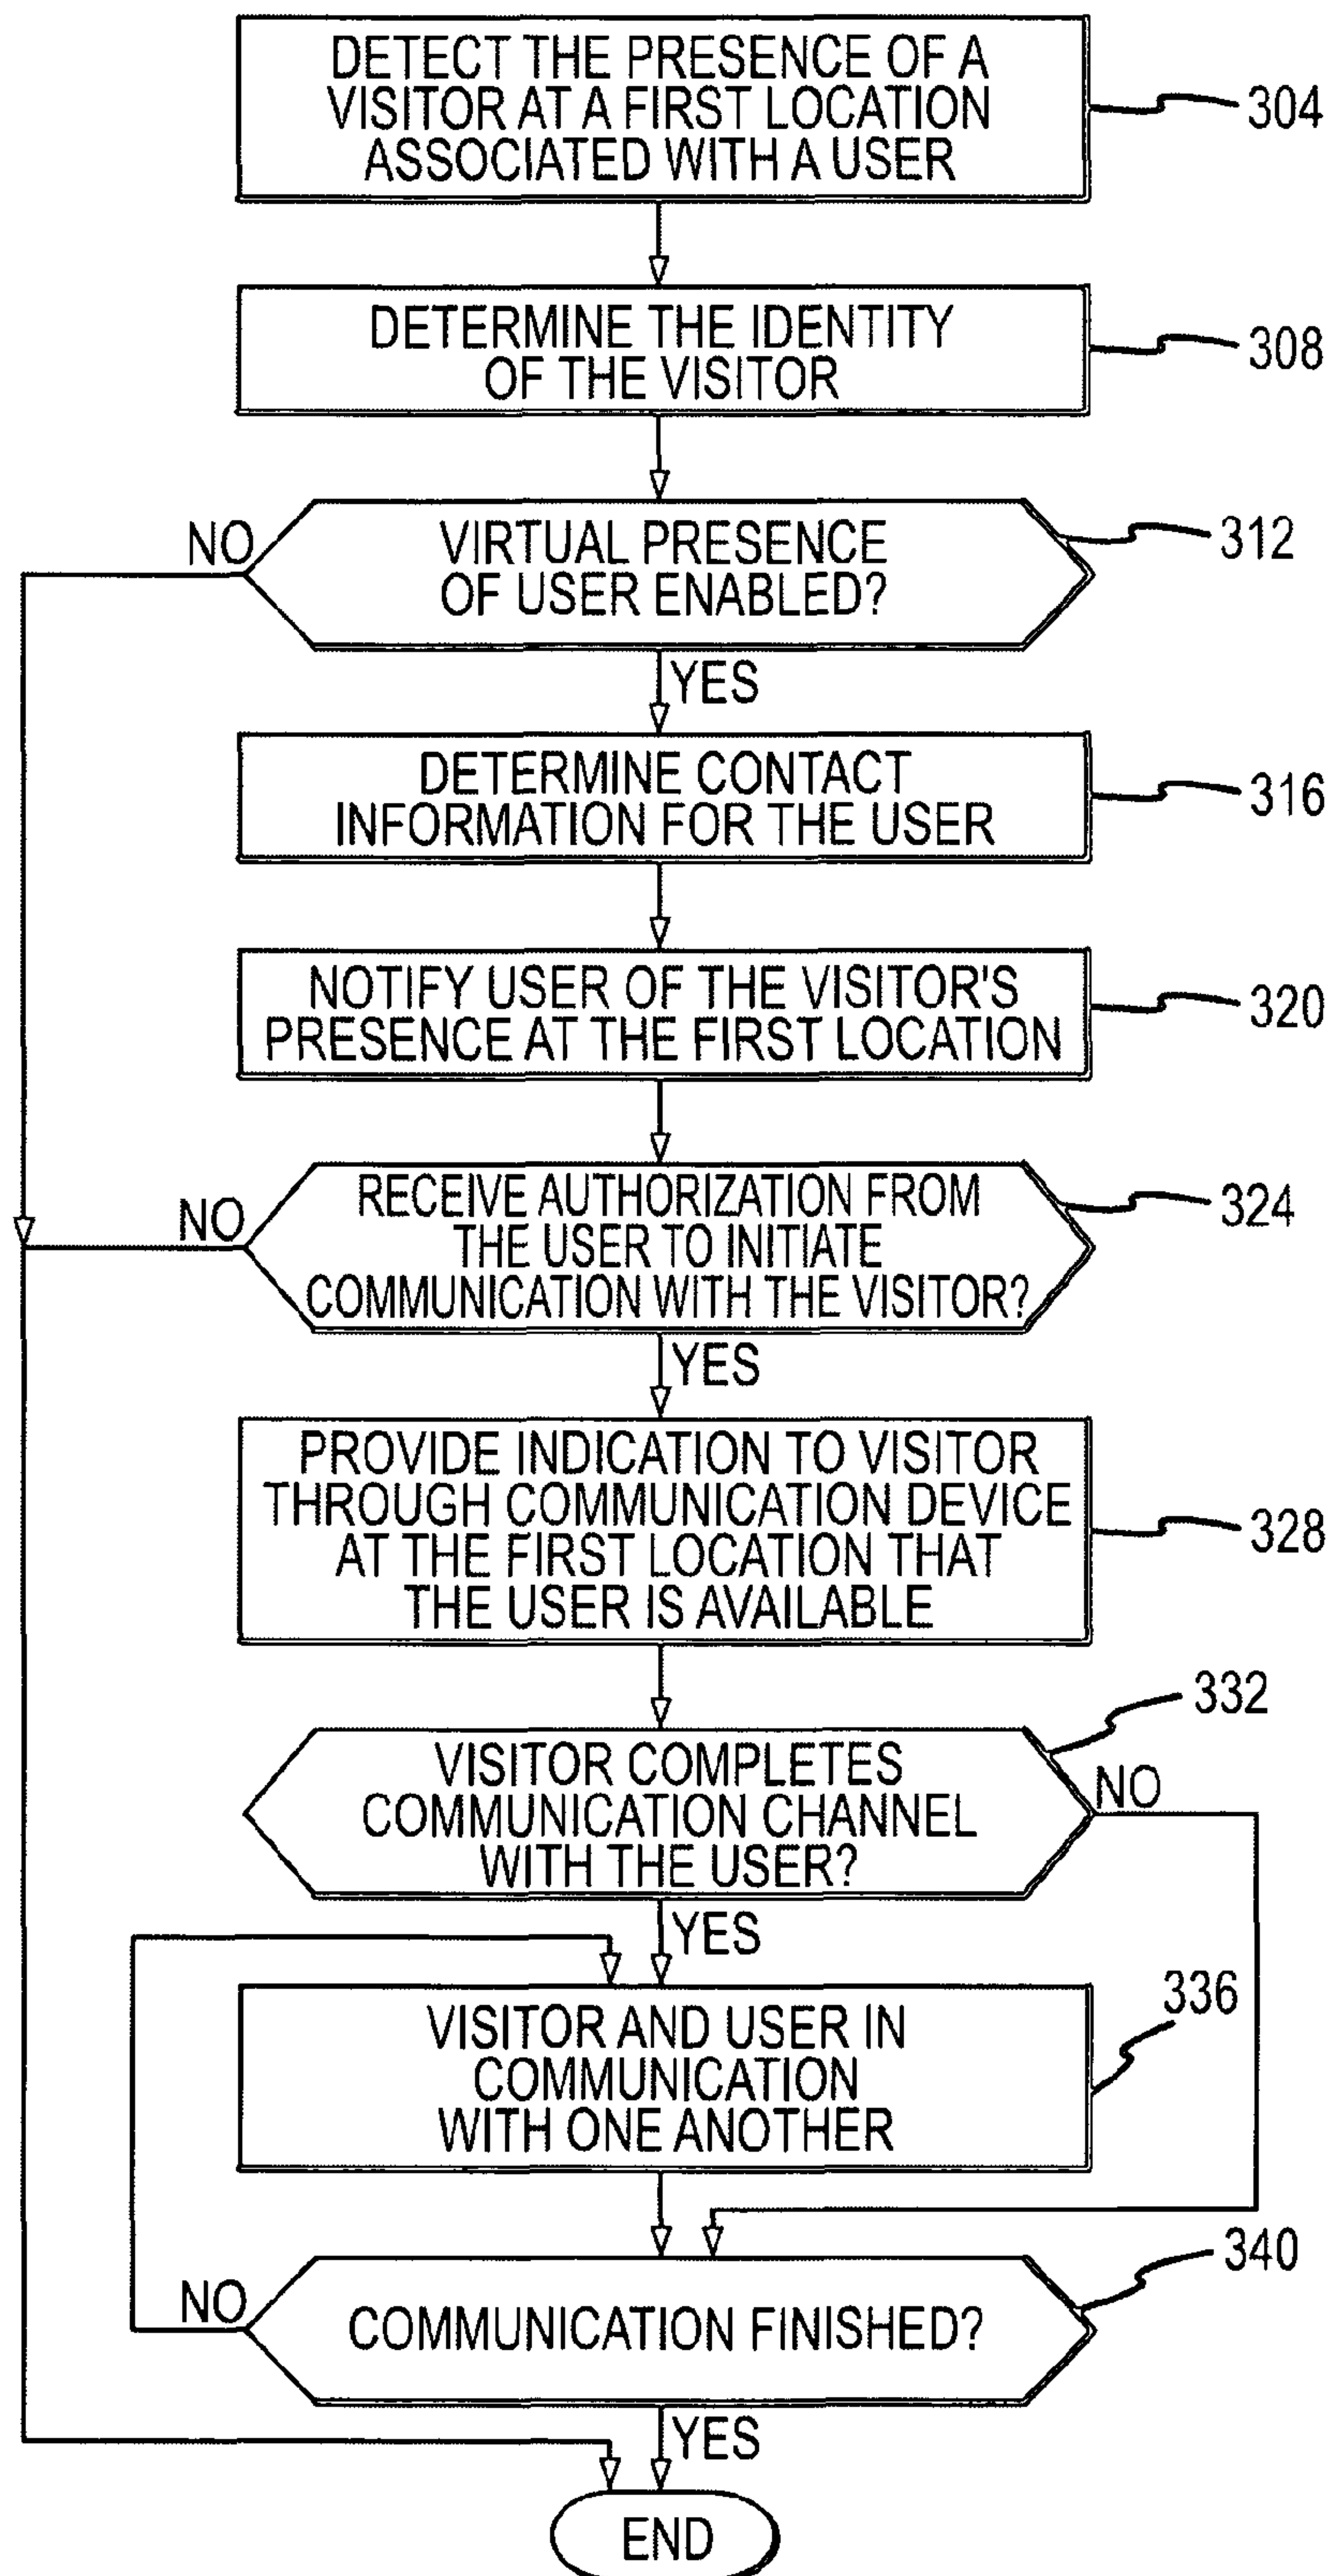 DETECT THE PRESENCE OF A
VISITOR AT A FIRST LOCATION
ASSOCIATED WITH A USER
304
DETERMINE THE IDENTITY
OF THE VISITOR
308
NO
VIRTUAL PRESENCE
OF USER ENABLED?
312
YES
DETERMINE CONTACT
INFORMATION FOR THE USER
316
NOTIFY USER OF THE VISITOR'S
PRESENCE AT THE FIRST LOCATION
320
NO
RECEIVE AUTHORIZATION FROM
THE USER TO INITIATE
COMMUNICATION WITH THE VISITOR?
324
YES
PROVIDE INDICATION TO VISITOR
THROUGH COMMUNICATION DEVICE
AT THE FIRST LOCATION THAT
THE USER IS AVAILABLE
328
VISITOR COMPLETES
COMMUNICATION CHANNEL
WITH THE USER?
332
NO
YES
VISITOR AND USER IN
COMMUNICATION
WITH ONE ANOTHER
336
NO
COMMUNICATION FINISHED?
340
YES
END